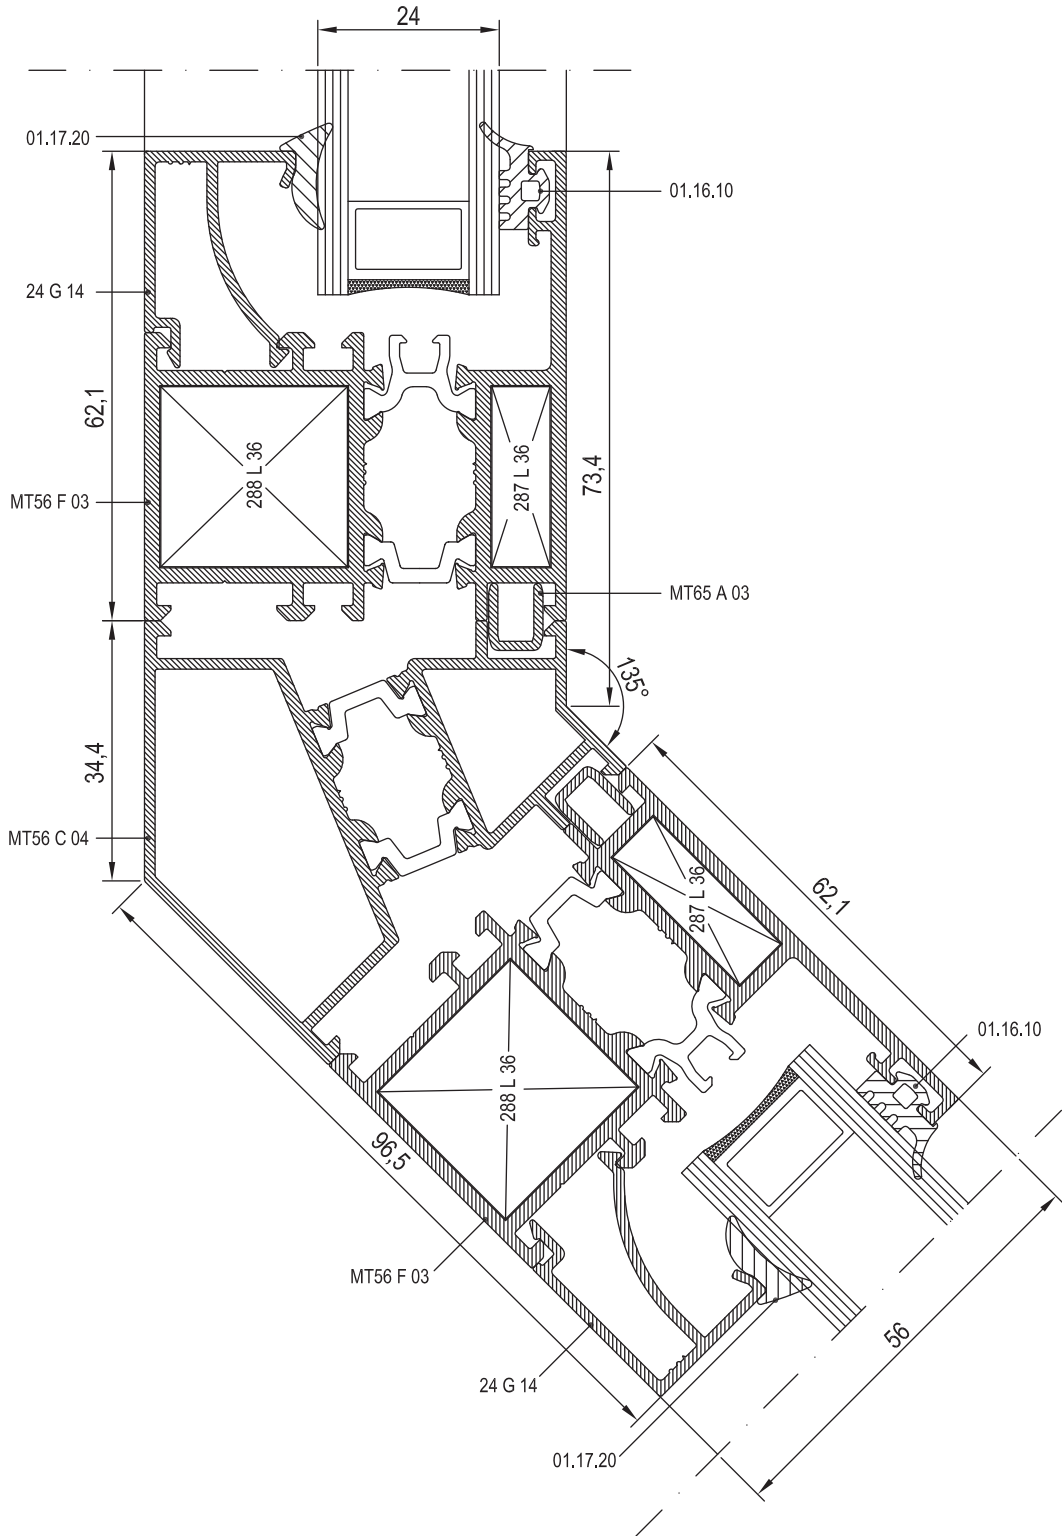 24
01.17.20
01.16.10
24 G 14
62,1
288 L 36
287 L 36
73,4
MT56 F 03
MT65 A 03
135°
34,4
MT56 C 04
287 L 36
62,1
01.16.10
288 L 36
96,5
MT56 F 03
56
24 G 14
01.17.20